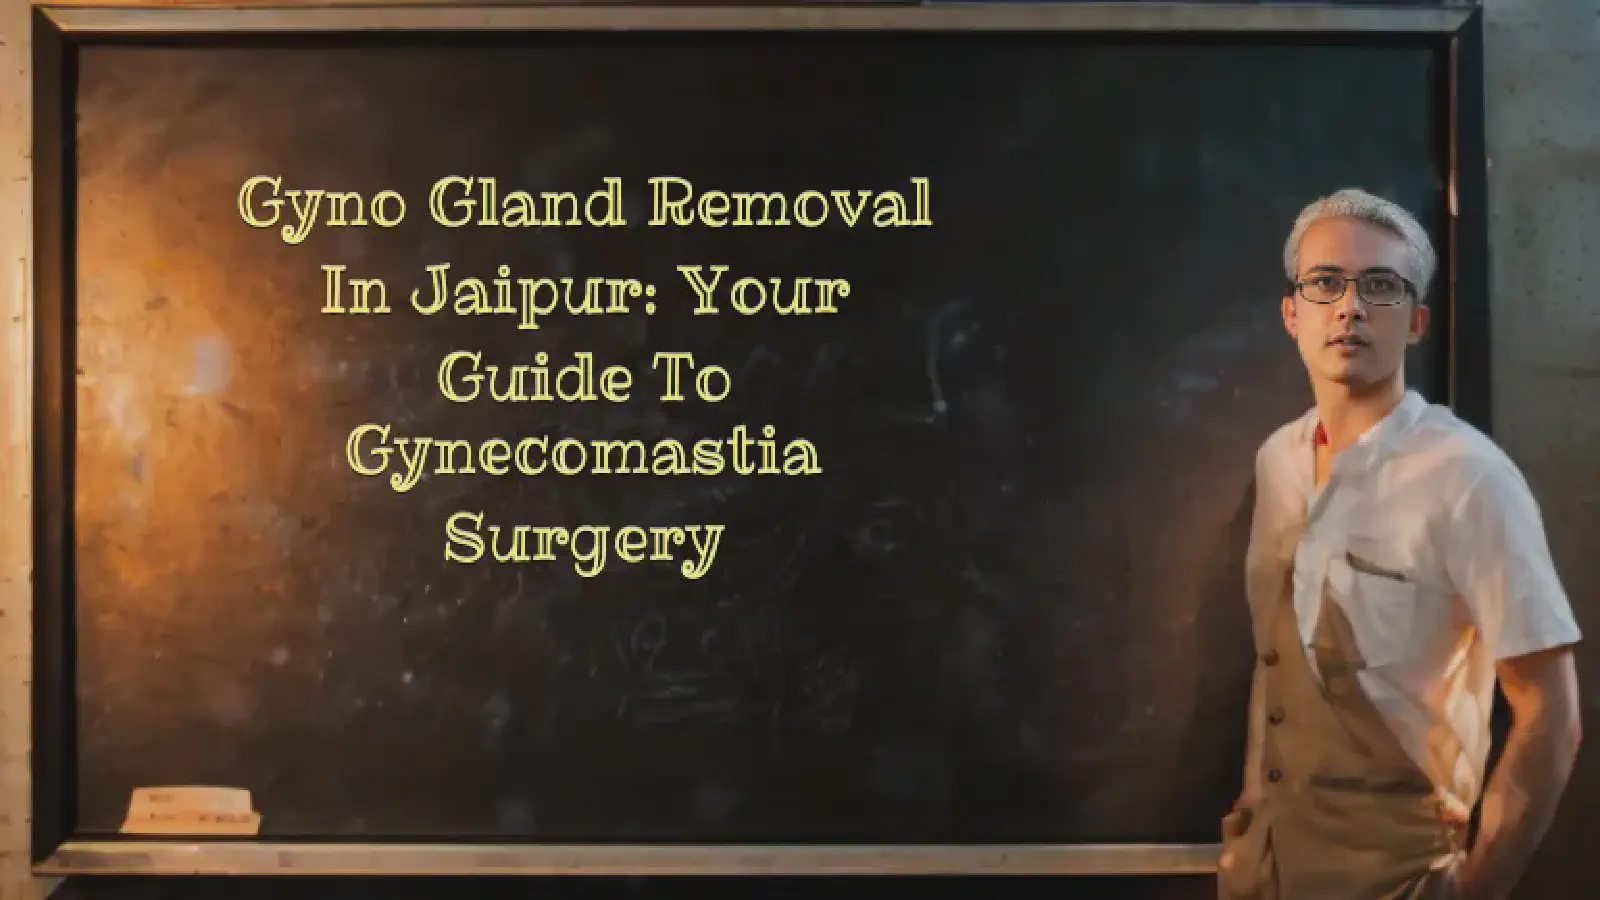 Gyno Gland Removal
In Jaipur: Your
Guide To
Gynecomastia
Surgery